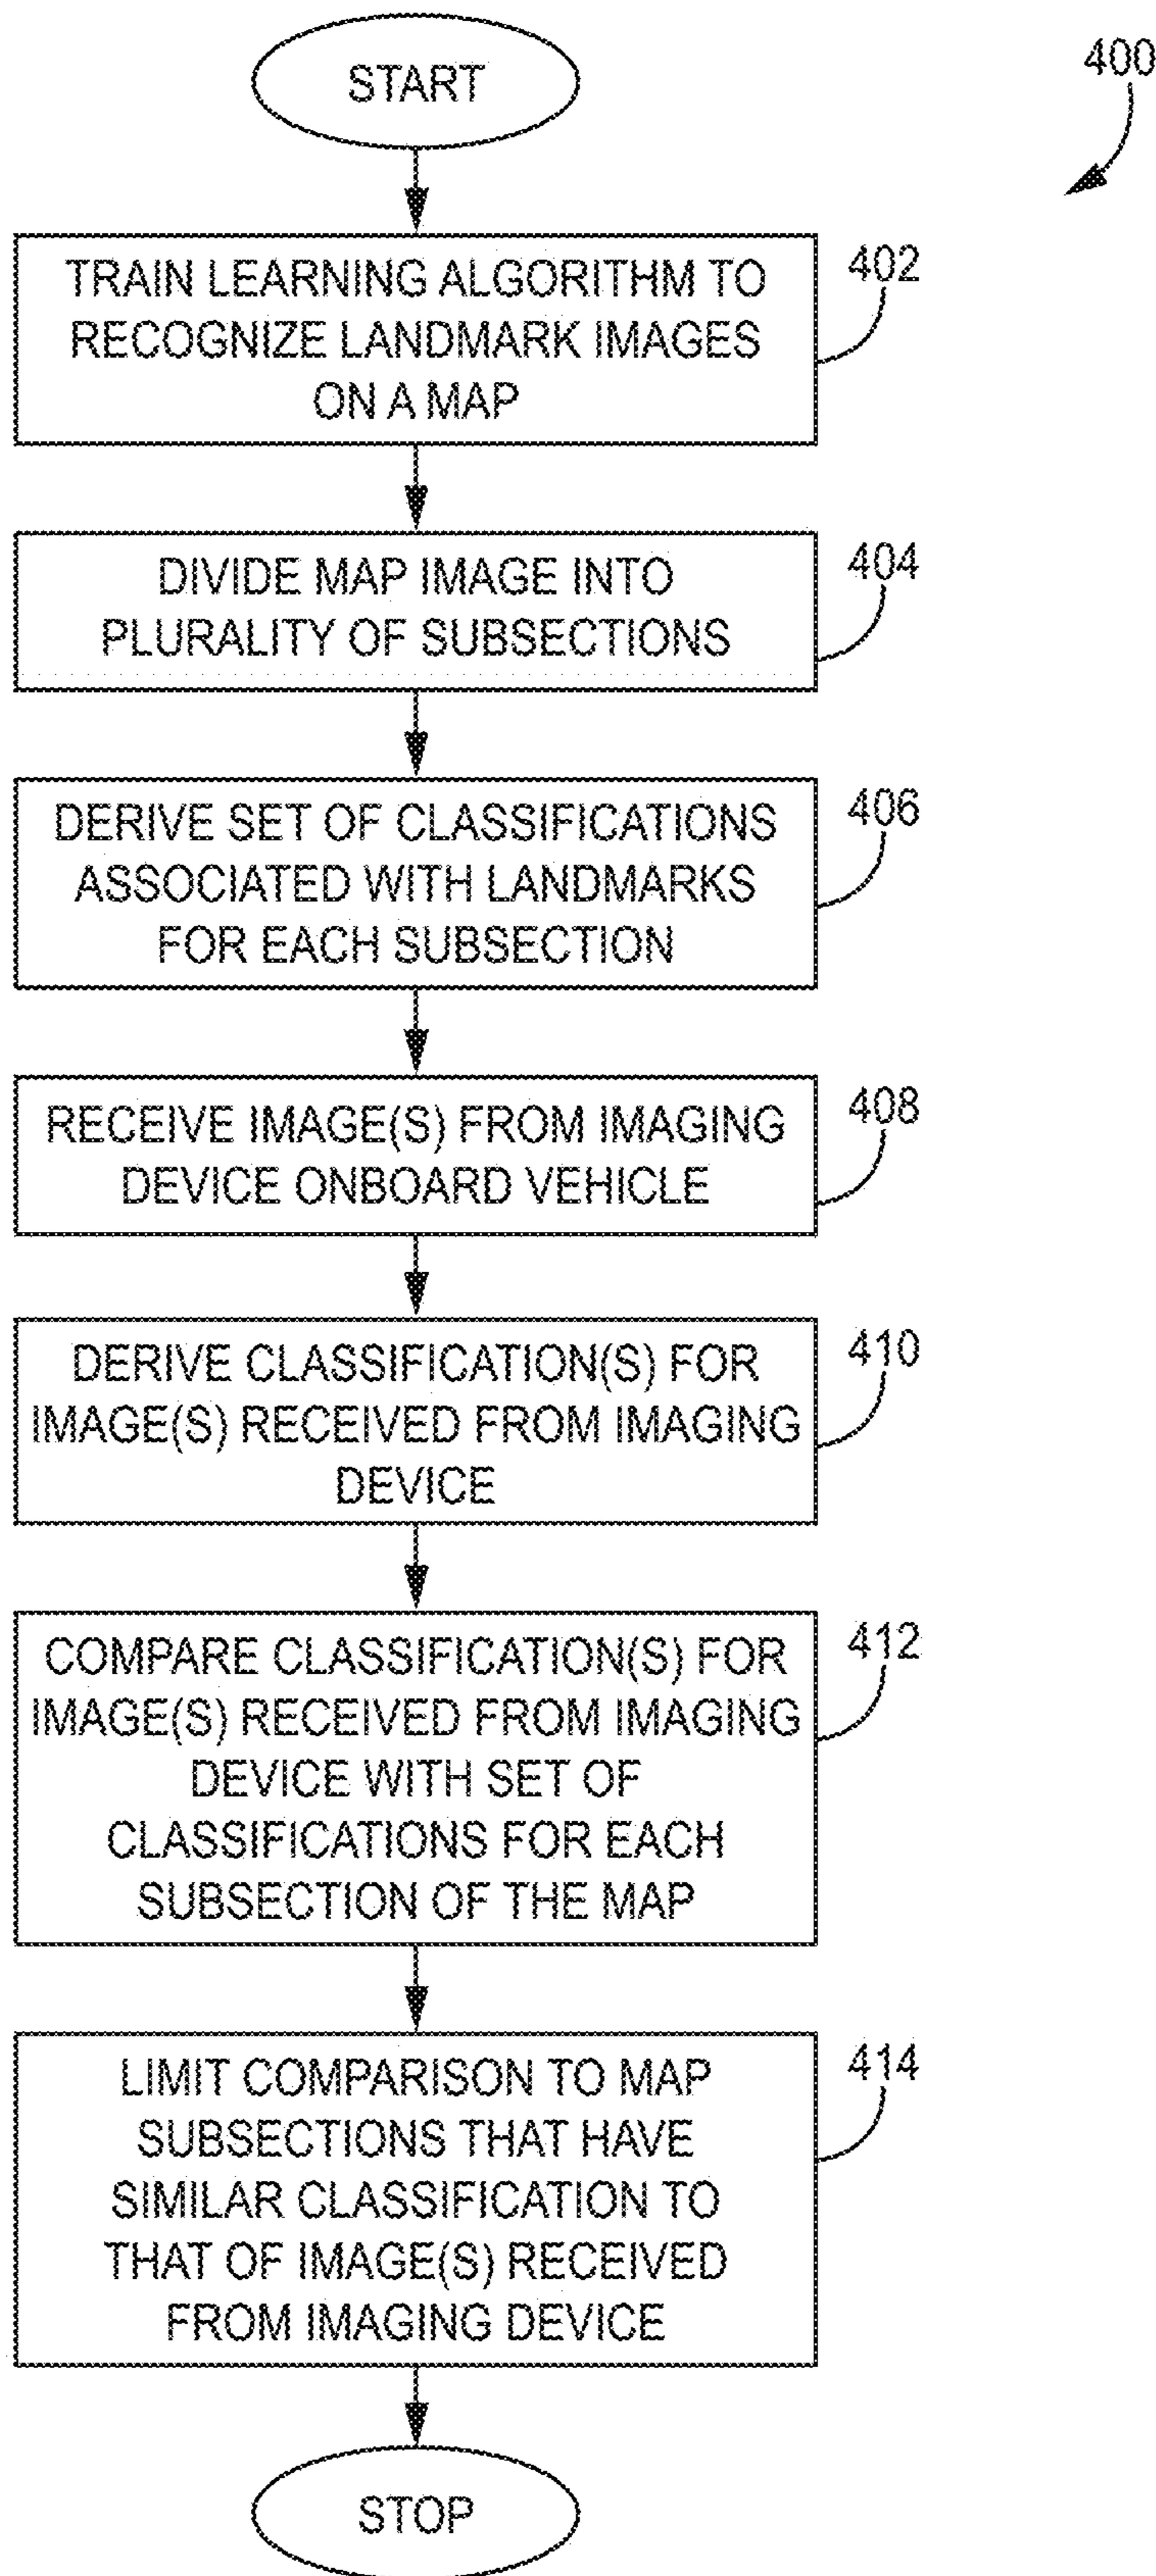 START
400
TRAIN LEARNING ALGORITHM TO
RECOGNIZE LANDMARK IMAGES
ON A MAP
402
DIVIDE MAP IMAGE INTO
PLURALITY OF SUBSECTIONS
404
DERIVE SET OF CLASSIFICATIONS
ASSOCIATED WITH LANDMARKS
FOR EACH SUBSECTION
406
RECEIVE IMAGE(S) FROM IMAGING
DEVICE ONBOARD VEHICLE
408
DERIVE CLASSIFICATION(S) FOR
IMAGE(S) RECEIVED FROM IMAGING
DEVICE
410
COMPARE CLASSIFICATION(S) FOR
IMAGE(S) RECEIVED FROM IMAGING
DEVICE WITH SET OF
CLASSIFICATIONS FOR EACH
SUBSECTION OF THE MAP
412
LIMIT COMPARISON TO MAP
SUBSECTIONS THAT HAVE
SIMILAR CLASSIFICATION TO
THAT OF IMAGE(S) RECEIVED
FROM IMAGING DEVICE
414
STOP